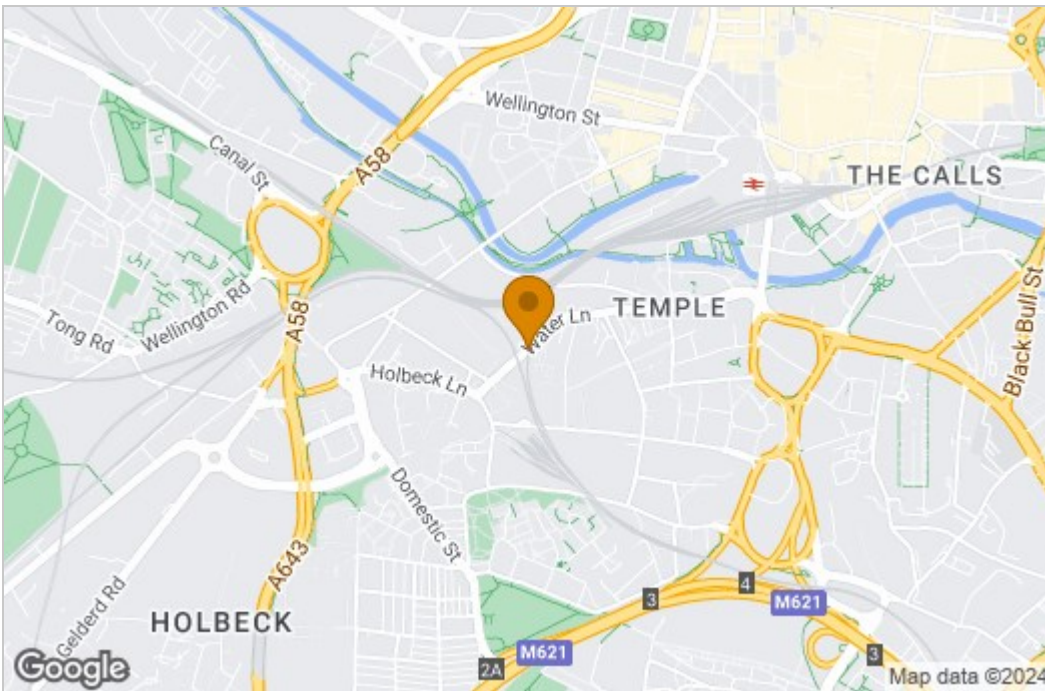 Wellington St
A58
Canal St
THE CALLS
Wellington Rd
Tong Rd
A58
TEMPLE
Water Ln
Black Bull St
Holbeck Ln
Domestic St
A643
Gelderd Rd
HOLBECK
3
4
M621
M621
3
2A
Google
Map data ©2024